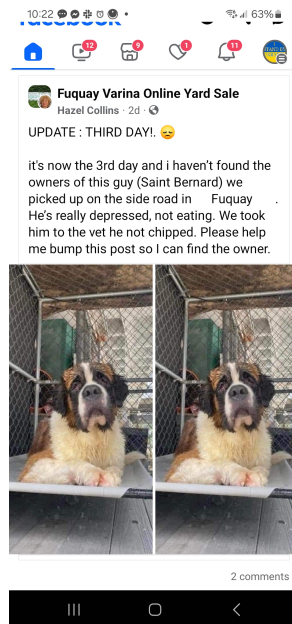 10:22
63%
facebook
12
9
1
11
Fuquay Varina Online Yard Sale
Hazel Collins · 2d ·
UPDATE : THIRD DAY!. 😞
it's now the 3rd day and i haven't found the
owners of this guy (Saint Bernard) we
picked up on the side road in Fuquay .
He's really depressed, not eating. We took
him to the vet he not chipped. Please help
me bump this post so I can find the owner.
2 comments